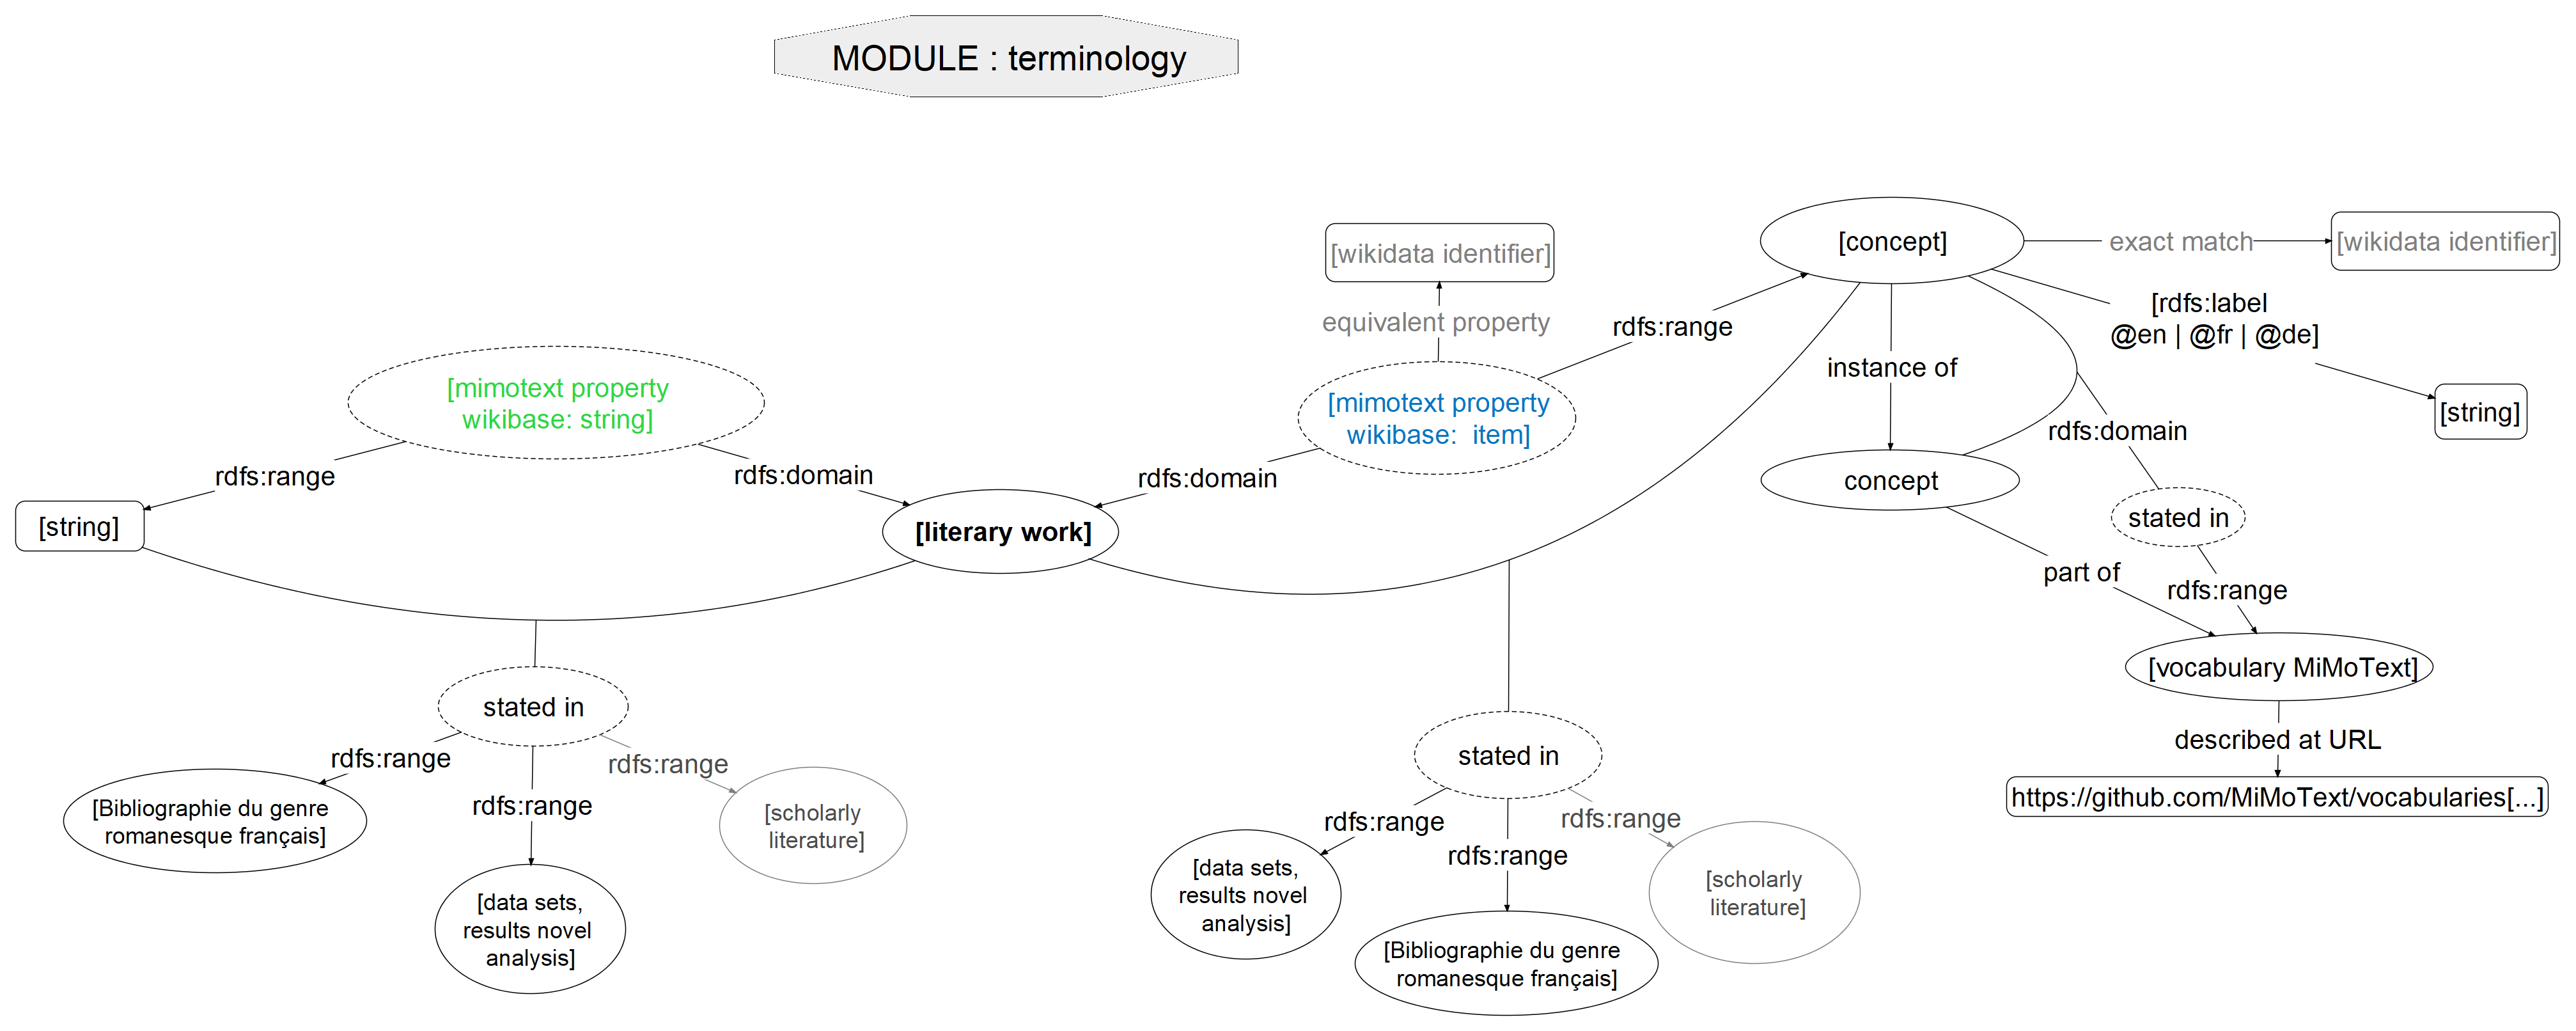 MODULE : terminology
[wikidata identifier]
equivalent property
[concept]
exact match
[wikidata identifier]
[rdfs:label
@en | @fr | @de]
[string]
rdfs:range
instance of
rdfs:domain
[mimotext property
wikibase: string]
[mimotext property
wikibase:  item]
rdfs:range
rdfs:domain
rdfs:domain
[string]
[literary work]
concept
stated in
part of
rdfs:range
[vocabulary MiMoText]
described at URL
https://github.com/MiMoText/vocabularies[...]
stated in
rdfs:range
rdfs:range
rdfs:range
[Bibliographie du genre
romanesque français]
[data sets,
results novel
analysis]
[scholarly
literature]
stated in
rdfs:range
rdfs:range
rdfs:range
[data sets,
results novel
analysis]
[Bibliographie du genre
romanesque français]
[scholarly
literature]